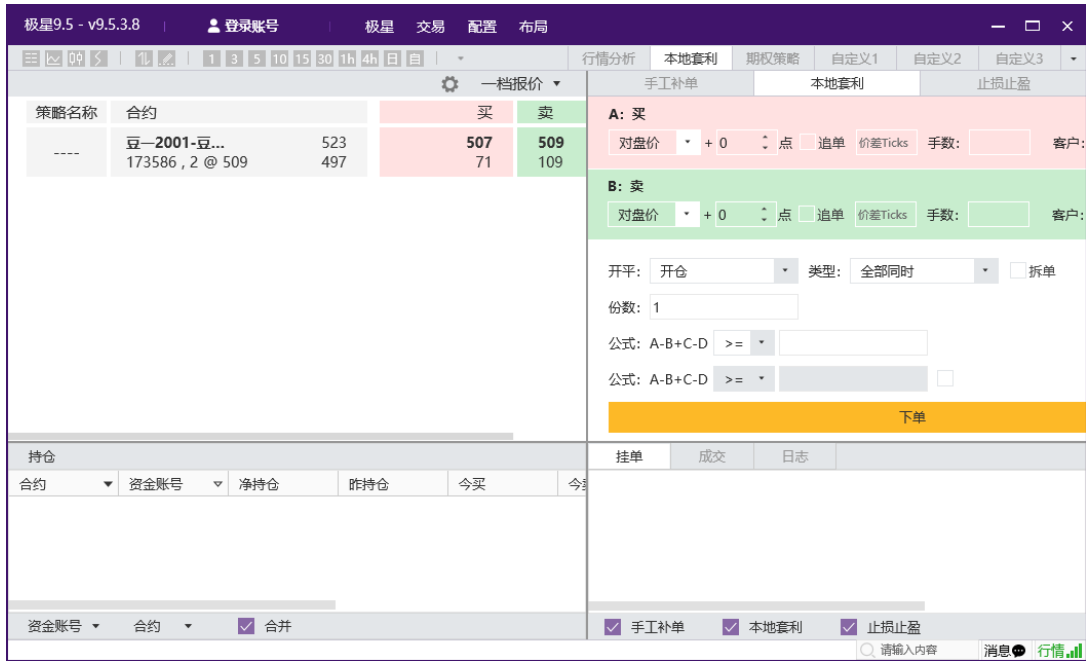 极星9.5 - v9.5.3.8 登录账号 极星 交易 配置 布局
1 3 5 10 15 30 1h 4h 日 自 行情分析 本地套利 期权策略 自定义1 自定义2 自定义3
一档报价 手工补单 本地套利 止损止盈
策略名称 合约 买 卖
---- 豆一2001-豆... 523 507 509
173586 , 2 @ 509 497 71 109
A: 买
对盘价 + 0 点 追单 价差Ticks 手数: 客户:
B: 卖
对盘价 + 0 点 追单 价差Ticks 手数: 客户:
开平: 开仓 类型: 全部同时 拆单
份数: 1
公式: A-B+C-D >=
公式: A-B+C-D >=
下单
持仓 挂单 成交 日志
合约 资金账号 净持仓 昨持仓 今买
资金账号 合约 合并 手工补单 本地套利 止损止盈
请输入内容 消息 行情